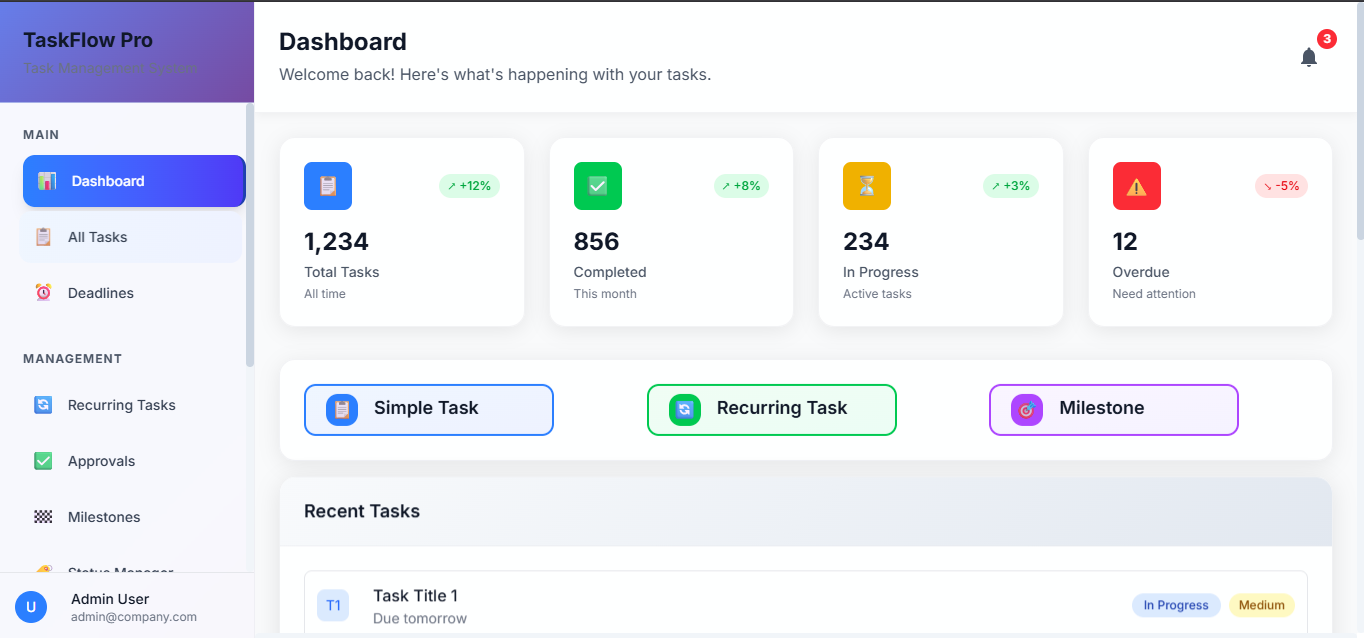 TaskFlow Pro
Task Management System
MAIN
Dashboard
All Tasks
Deadlines
MANAGEMENT
Recurring Tasks
Approvals
Milestones
Status Manager
U
Admin User
admin@company.com
Dashboard
Welcome back! Here's what's happening with your tasks.
3
↗ +12%
1,234
Total Tasks
All time
↗ +8%
856
Completed
This month
↗ +3%
234
In Progress
Active tasks
↘ -5%
12
Overdue
Need attention
Simple Task
Recurring Task
Milestone
Recent Tasks
T1
Task Title 1
Due tomorrow
In Progress
Medium